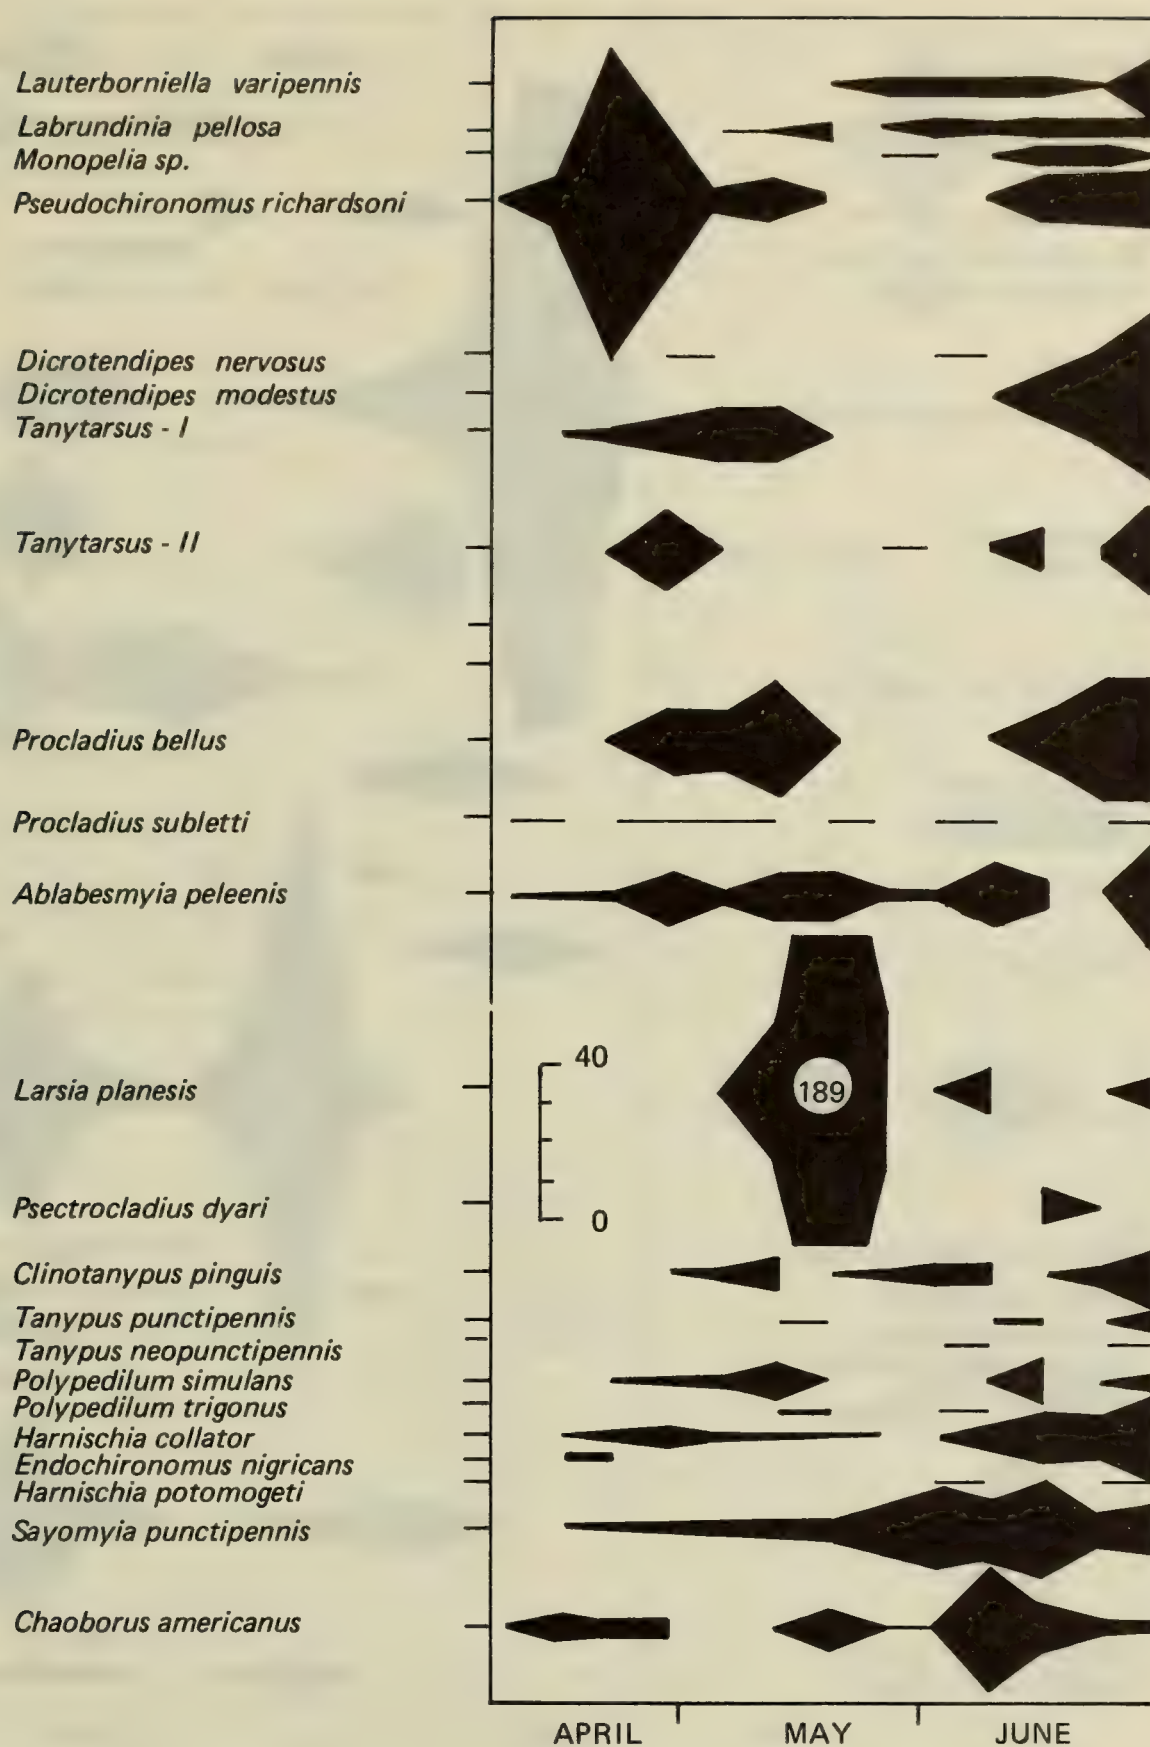 Lauterborniella varipennis
Labrundinia pellosa
Monopelia sp.
Pseudochironomus richardsoni
Dicrotendipes nervosus
Dicrotendipes modestus
Tanytarsus - I
Tanytarsus - II
Procladius bellus
Procladius subletti
Ablabesmyia peleenis
40
Larsia planesis
189
Psectrocladius dyari
0
Clinotanypus pinguis
Tanypus punctipennis
Tanypus neopunctipennis
Polypedilum simulans
Polypedilum trigonus
Harnischia collator
Endochironomus nigricans
Harnischia potomogeti
Sayomyia punctipennis
Chaoborus americanus
APRIL MAY JUNE